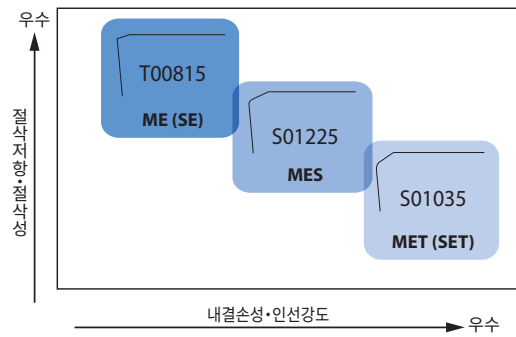 우수
절삭저항•절삭성
T00815
ME (SE)
S01225
MES
S01035
MET (SET)
내결손성•인선강도
우수